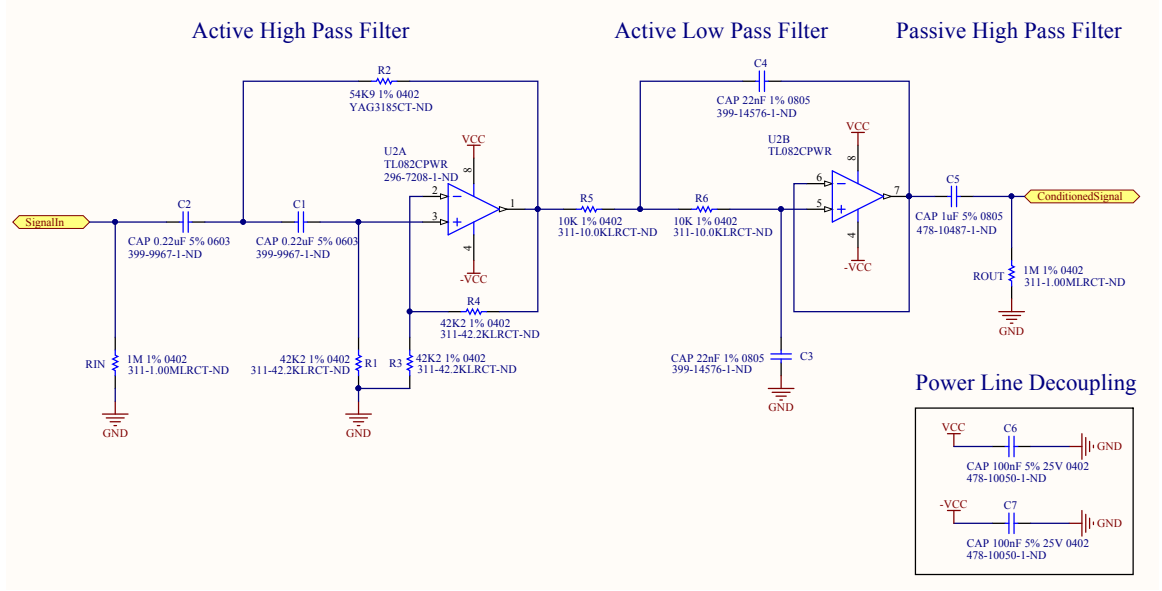 Active High Pass Filter
Active Low Pass Filter
Passive High Pass Filter
R2
54K9 1% 0402
YAG3185CT-ND
C4
CAP 22nF 1% 0805
399-14576-1-ND
U2A
TL082CPWR
296-7208-1-ND
VCC
8
2
3
1
4
-VCC
U2B
TL082CPWR
VCC
8
6
5
7
4
-VCC
SignalIn
C2
CAP 0.22uF 5% 0603
399-9967-1-ND
C1
CAP 0.22uF 5% 0603
399-9967-1-ND
R5
10K 1% 0402
311-10.0KLRCT-ND
R6
10K 1% 0402
311-10.0KLRCT-ND
C5
CAP 1uF 5% 0805
478-10487-1-ND
ConditionedSignal
ROUT
1M 1% 0402
311-1.00MLRCT-ND
GND
R4
42K2 1% 0402
311-42.2KLRCT-ND
RIN
1M 1% 0402
311-1.00MLRCT-ND
GND
42K2 1% 0402
311-42.2KLRCT-ND
R1
GND
R3
42K2 1% 0402
311-42.2KLRCT-ND
CAP 22nF 1% 0805
399-14576-1-ND
C3
GND
Power Line Decoupling
VCC
C6
GND
CAP 100nF 5% 25V 0402
478-10050-1-ND
-VCC
C7
GND
CAP 100nF 5% 25V 0402
478-10050-1-ND